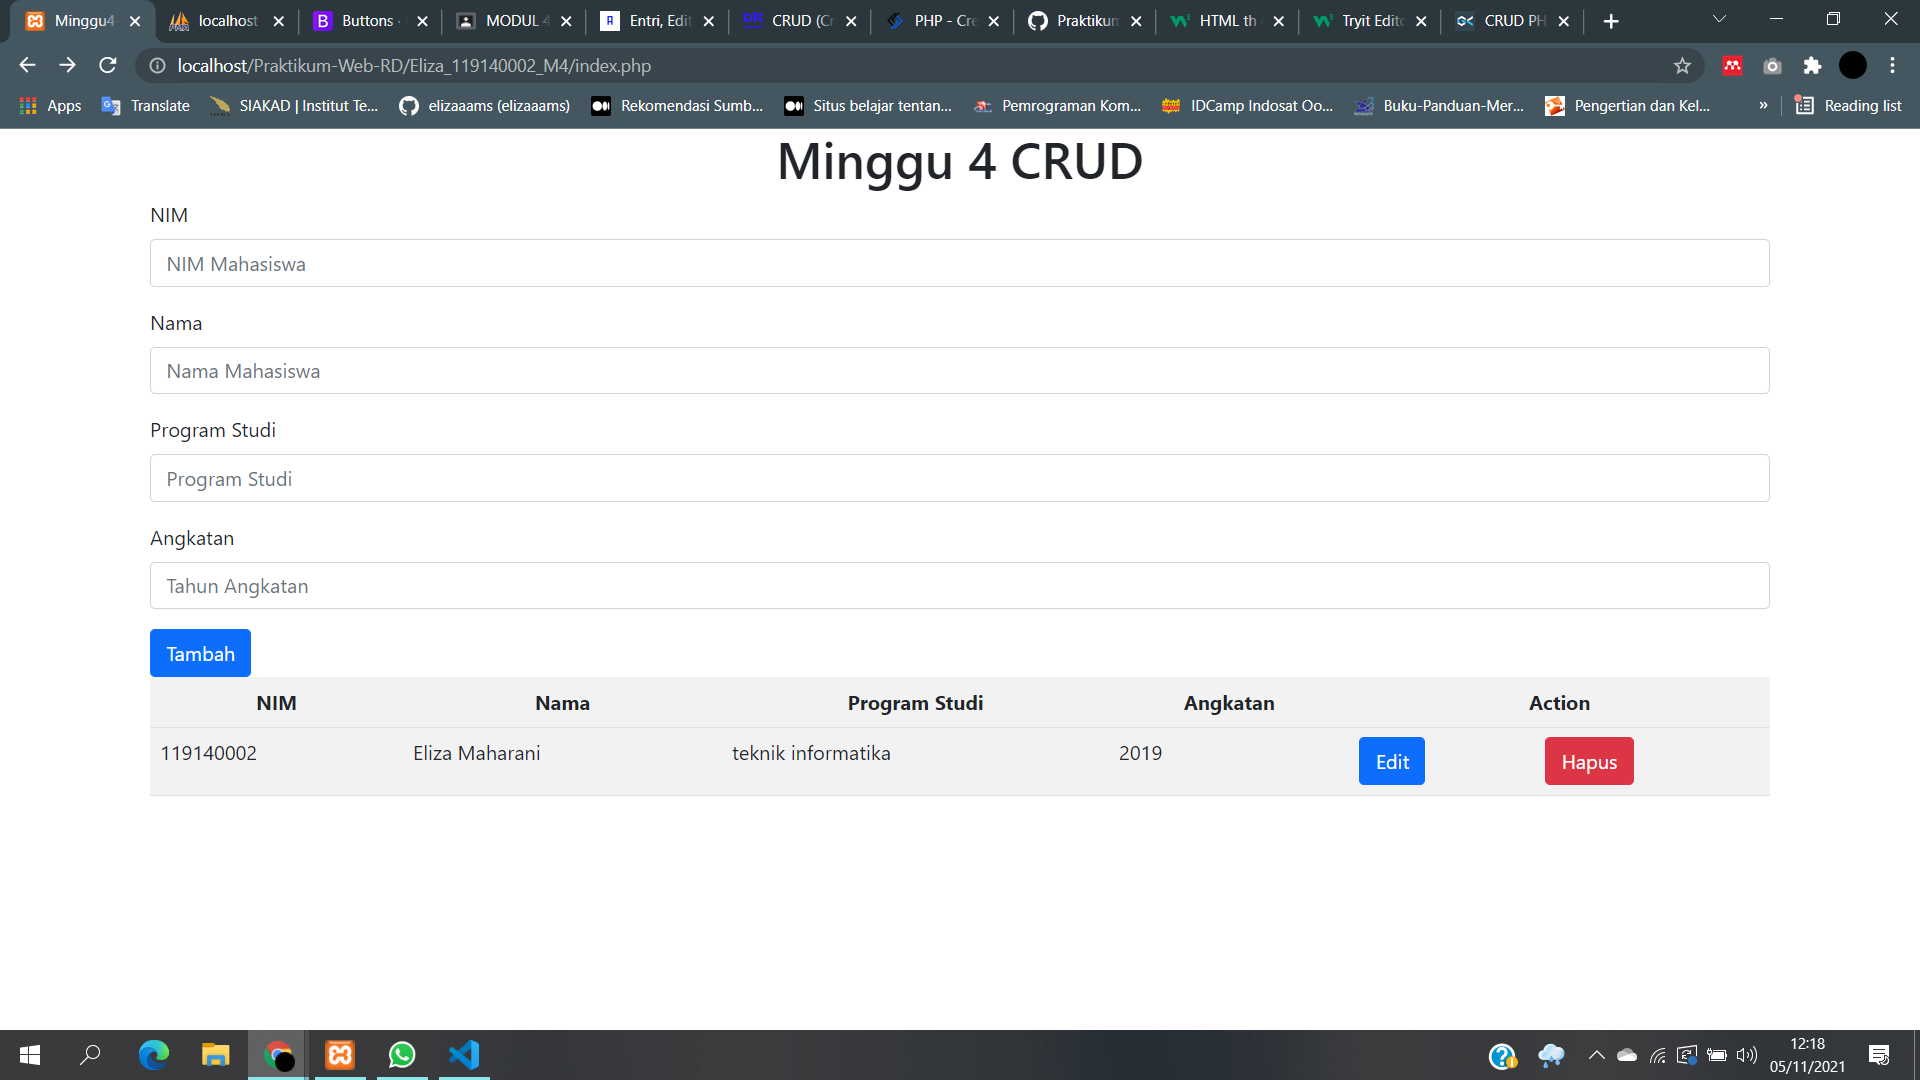 Minggu4-
localhost
Buttons ·
MODUL 4
Entri, Edit
CRUD (Cr
PHP - Cre
Praktikum
HTML th
Tryit Edito
CRUD PH
localhost/Praktikum-Web-RD/Eliza_119140002_M4/index.php
Apps
Translate
SIAKAD | Institut Te...
elizaaams (elizaaams)
Rekomendasi Sumb...
Situs belajar tentan...
Pemrograman Kom...
IDCamp Indosat Oo...
Buku-Panduan-Mer...
Pengertian dan Kel...
»
Reading list
Minggu 4 CRUD
NIM
NIM Mahasiswa
Nama
Nama Mahasiswa
Program Studi
Program Studi
Angkatan
Tahun Angkatan
Tambah
NIM Nama Program Studi Angkatan Action
119140002 Eliza Maharani teknik informatika 2019 Edit Hapus
12:18
05/11/2021